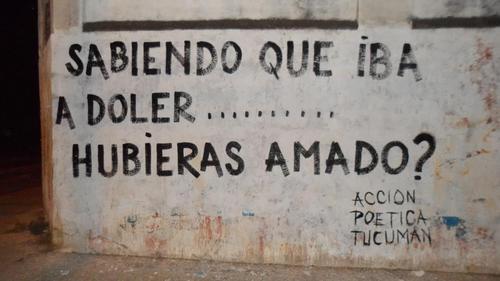 SABIENDO QUE IBA
A DOLER ..........
HUBIERAS AMADO?
ACCION
POETICA
TUCUMAN